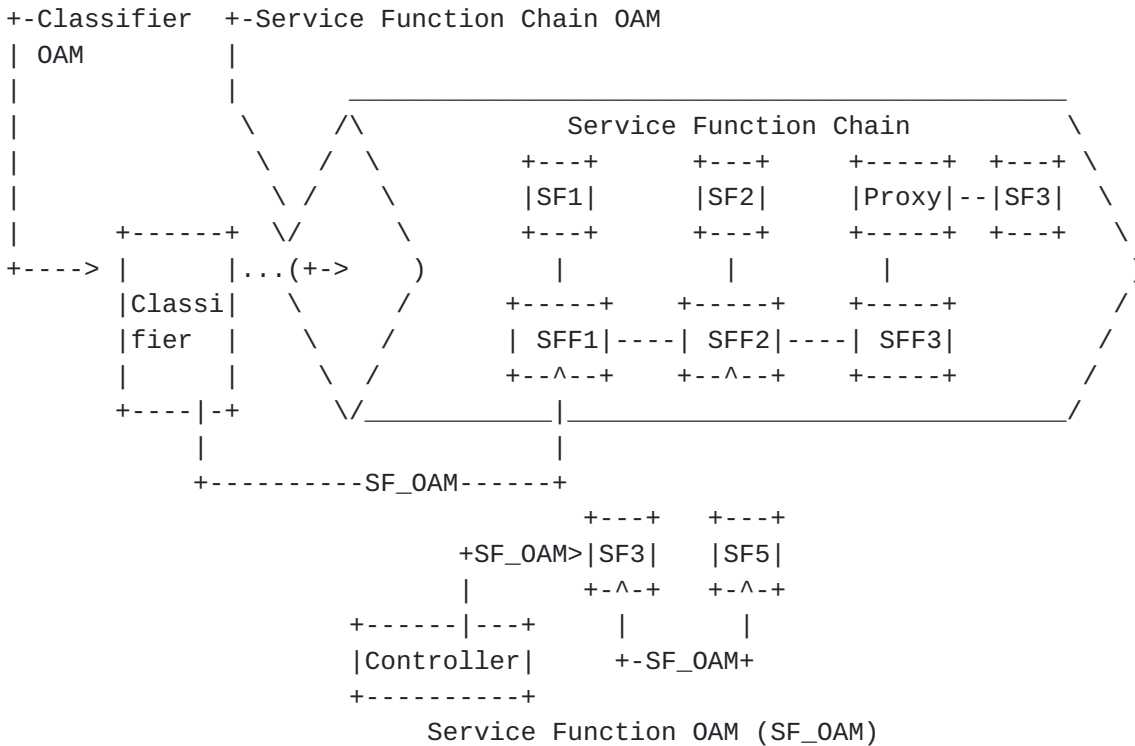 +-Classifier  +-Service Function Chain OAM
| OAM         |
Service Function Chain
|SF1| |SF2| |Proxy|--|SF3|
+----> | |...(+-> )
|Classi|
|fier | | SFF1|----| SFF2|----| SFF3|
+----------SF_OAM------+
+SF_OAM>|SF3| |SF5|
|Controller| +-SF_OAM+
Service Function OAM (SF_OAM)